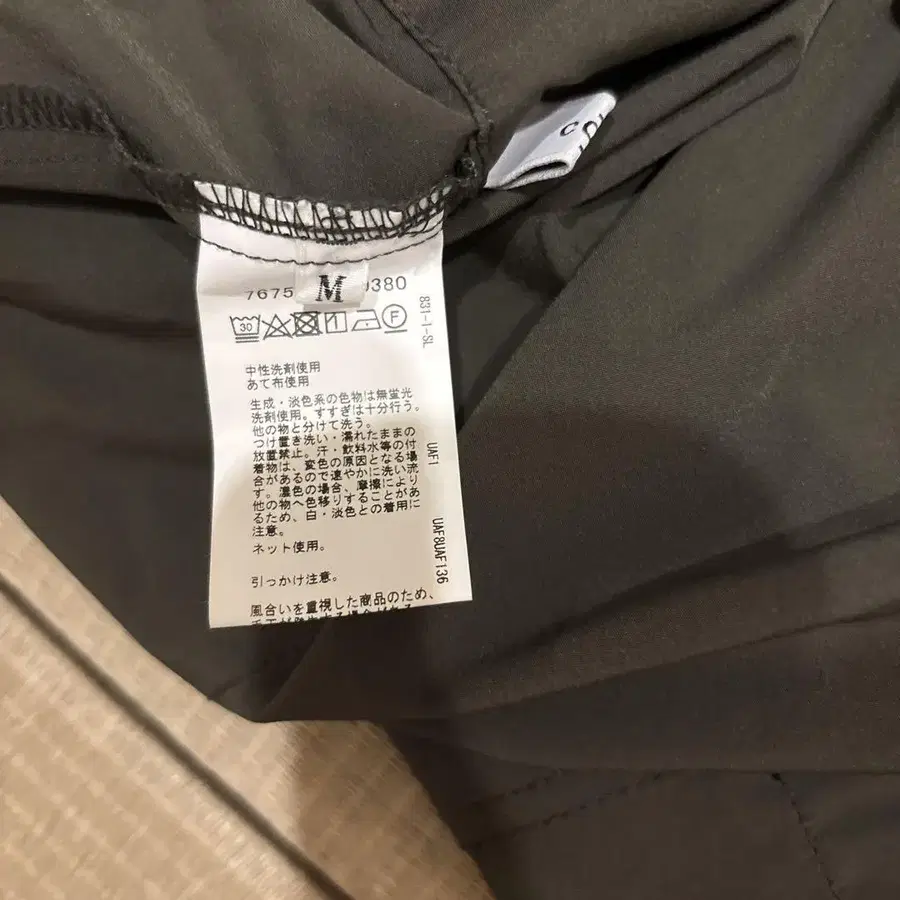 CO
7675
M
0380
30
1
F
831-1-SL
中性洗剤使用
あて布使用
生成・淡色系の色物は無蛍光
洗剤使用。すすぎは十分行う。
他の物と分けて洗う。
つけ置き洗い・濡れたままの
放置禁止。汗・飲料水等の付
着物は、変色の原因となる場
合があるので速やかに洗い流
す。濃色の場合、摩擦により
他の物へ色移りすることがあ
るため、白・淡色との着用に
注意。
ネット使用。
引っかけ注意。
風合いを重視した商品のため、
UAF1
UAF8UAF136